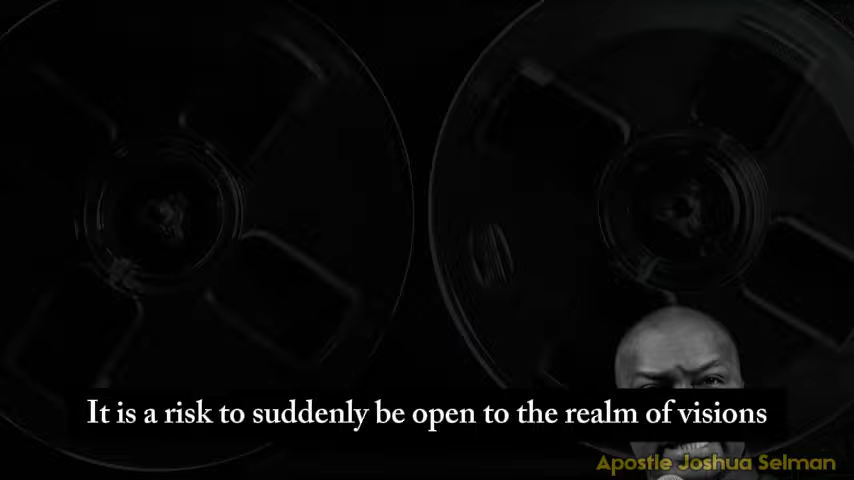 It is a risk to suddenly be open to the realm of visions
Apostle Joshua Selman